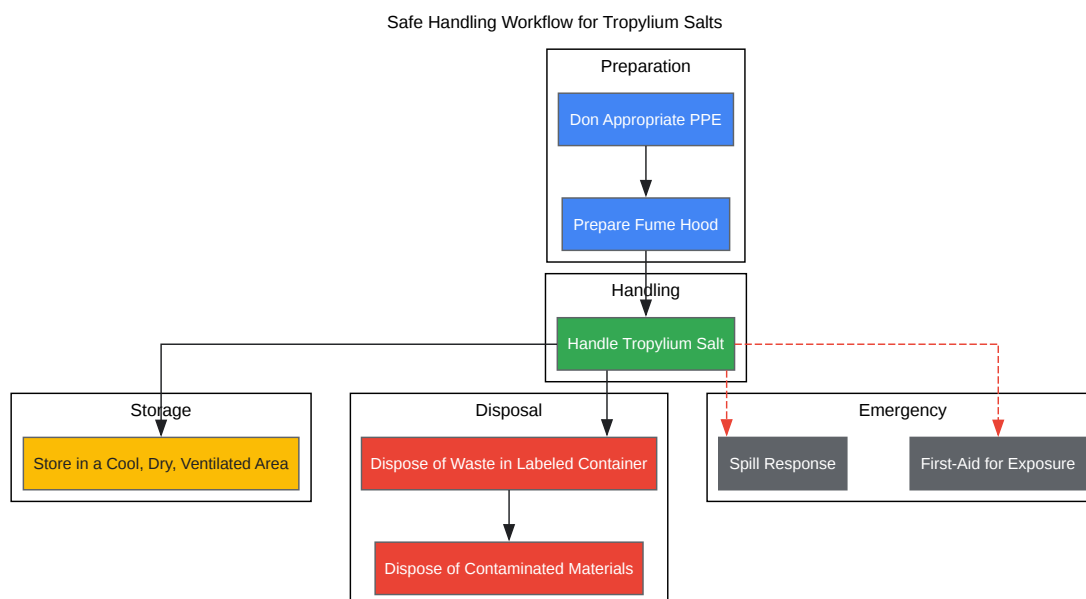 Safe Handling Workflow for Tropylium Salts
Preparation
Don Appropriate PPE
Prepare Fume Hood
Handling
Handle Tropylium Salt
Storage
Store in a Cool, Dry, Ventilated Area
Disposal
Dispose of Waste in Labeled Container
Dispose of Contaminated Materials
Emergency
Spill Response
First-Aid for Exposure